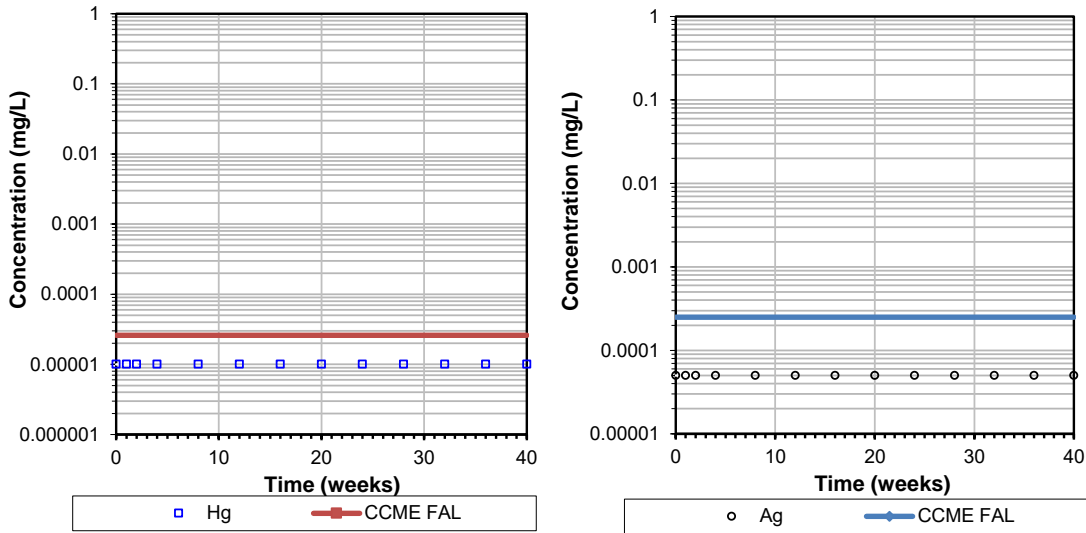 Concentration (mg/L)
1
0.1
0.01
0.001
0.0001
0.00001
0.000001
0 10 20 30 40
Time (weeks)
Hg CCME FAL
Concentration (mg/L)
1
0.1
0.01
0.001
0.0001
0.00001
0 10 20 30 40
Time (weeks)
Ag CCME FAL